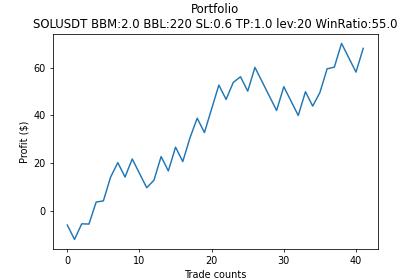 Portfolio
SOLUSDT BBM:2.0 BBL:220 SL:0.6 TP:1.0 lev:20 WinRatio:55.0
60
40
20
0
Profit ($)
0 10 20 30 40
Trade counts